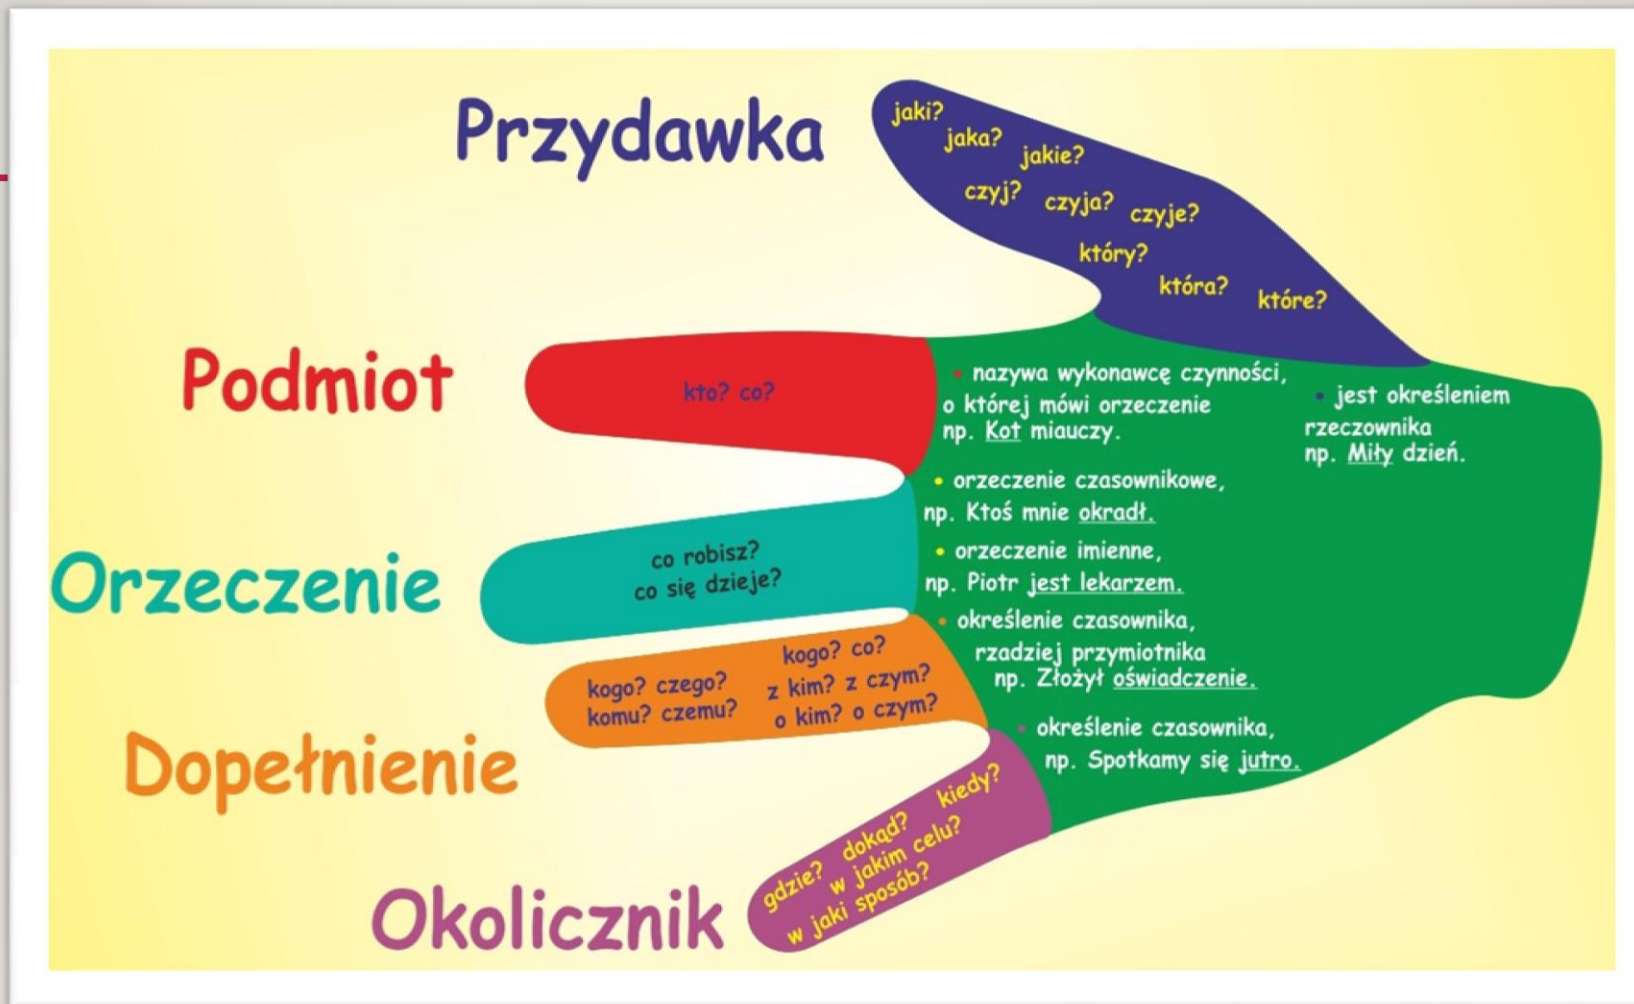 Przydawka
jaki?
jaka?
jakie?
czyj? czyja? czyje?
który?
która?
które?
Podmiot
kto? co?
• nazywa wykonawcę czynności,
o której mówi orzeczenie
np. Kot miauczy.
• jest określeniem
rzeczownika
np. Miły dzień.
Orzeczenie
co robisz?
co się dzieje?
• orzeczenie czasownikowe,
np. Ktoś mnie okradł.
• orzeczenie imienne,
np. Piotr jest lekarzem.
Dopełnienie
kogo? czego?
komu? czemu?
kogo? co?
z kim? z czym?
o kim? o czym?
• określenie czasownika,
rzadziej przymiotnika
np. Złożył oświadczenie.
Okolicznik
gdzie? dokąd? kiedy?
w jakim celu?
w jaki sposób?
• określenie czasownika,
np. Spotkamy się jutro.